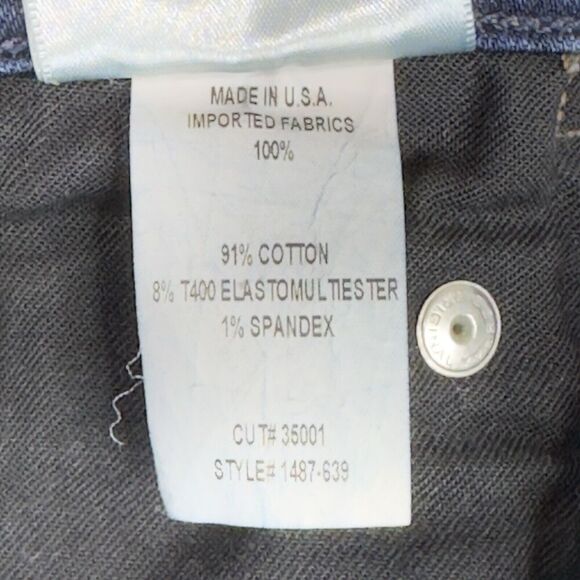 MADE IN U.S.A.
IMPORTED FABRICS
100%
91% COTTON
8% T400 ELASTOMULTIESTER
1% SPANDEX
CUT# 35001
STYLE# 1487-639